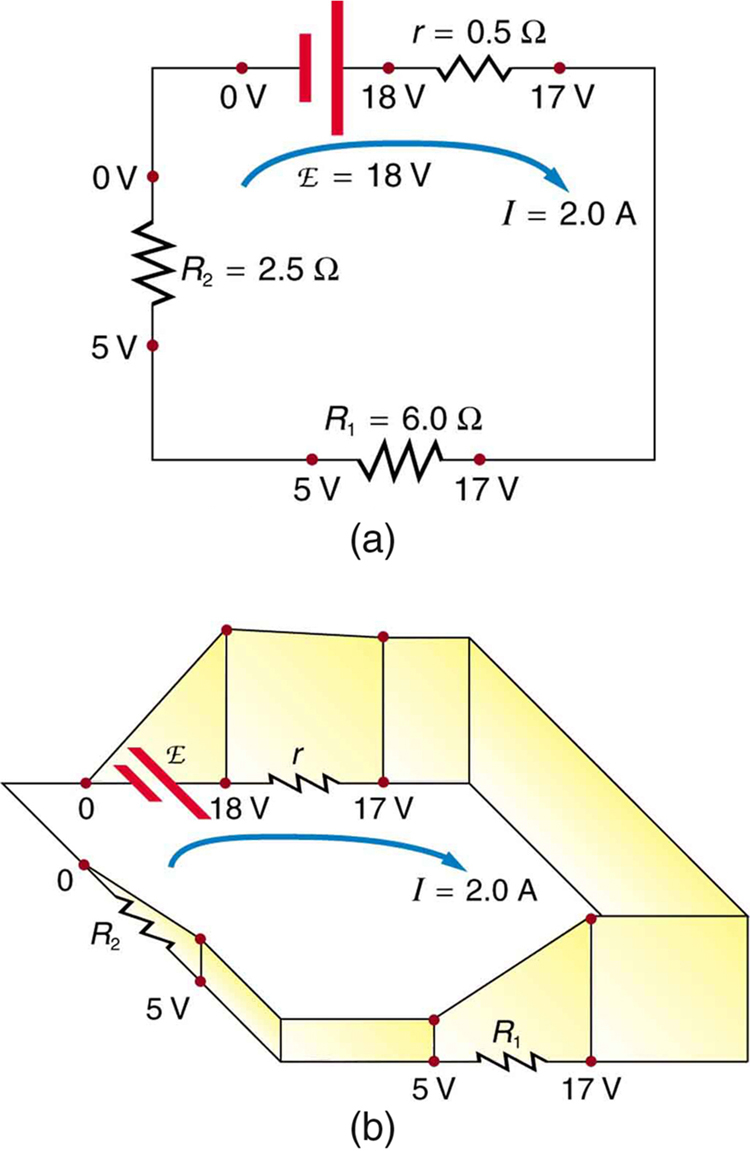 r = 0.5 Ω
0 V 18 V 17 V
ℰ = 18 V
0 V
I = 2.0 A
R₂ = 2.5 Ω
5 V
R₁ = 6.0 Ω
5 V 17 V
(a)
ℰ r
0 18 V 17 V
0
I = 2.0 A
R₂
5 V
R₁
5 V 17 V
(b)